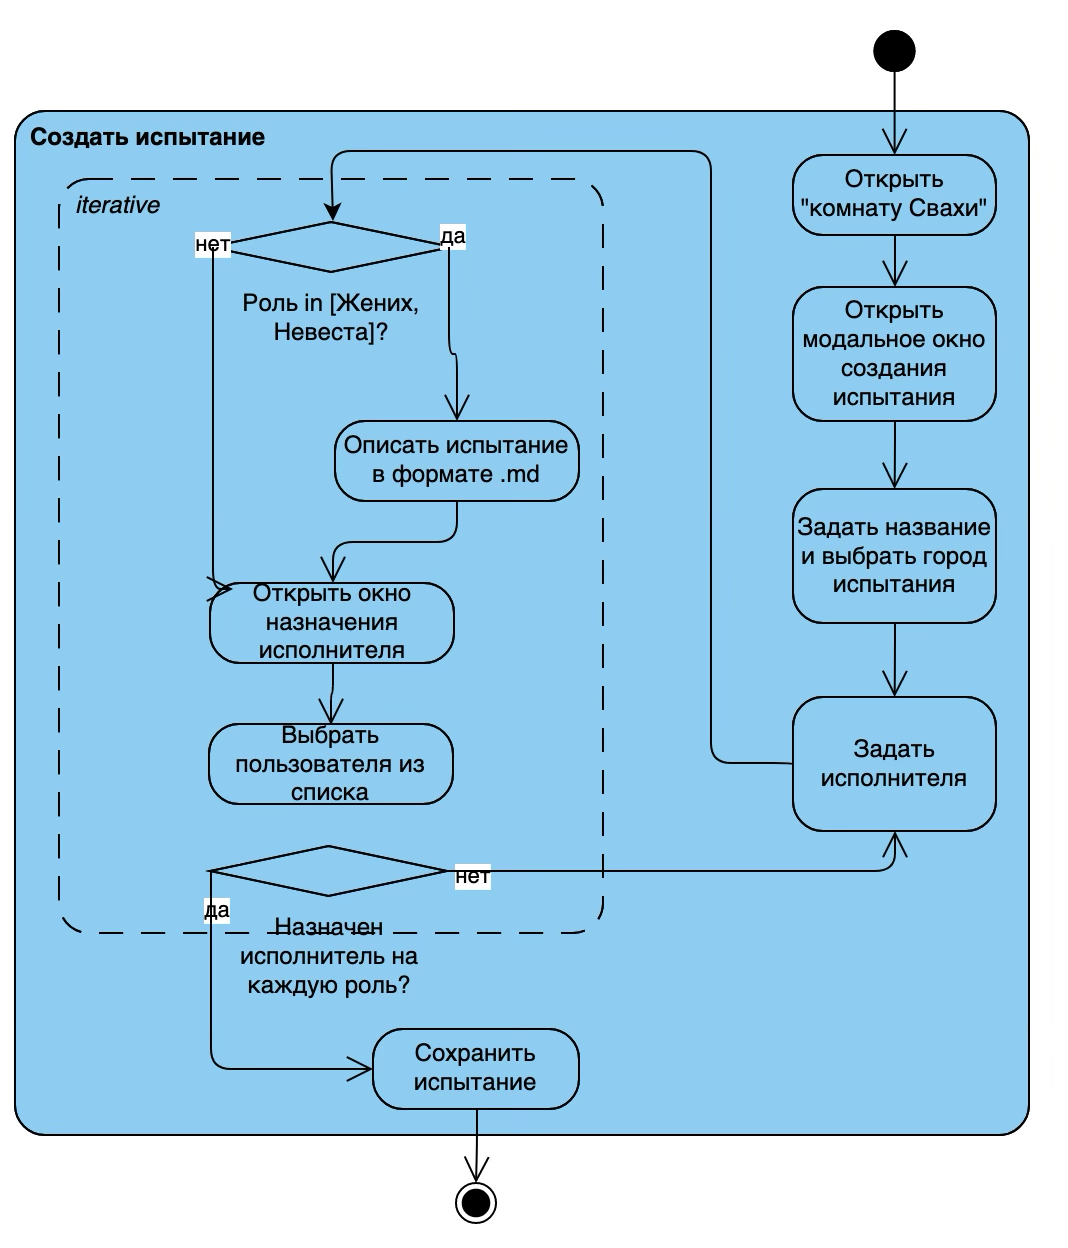 Создать испытание
Открыть
"комнату Свахи"
iterative
нет
да
Роль in [Жених,
Невеста]?
Открыть
модальное окно
создания
испытания
Описать испытание
в формате .md
Задать название
и выбрать город
испытания
Открыть окно
назначения
исполнителя
Задать
исполнителя
Выбрать
пользователя из
списка
нет
да
Назначен
исполнитель на
каждую роль?
Сохранить
испытание